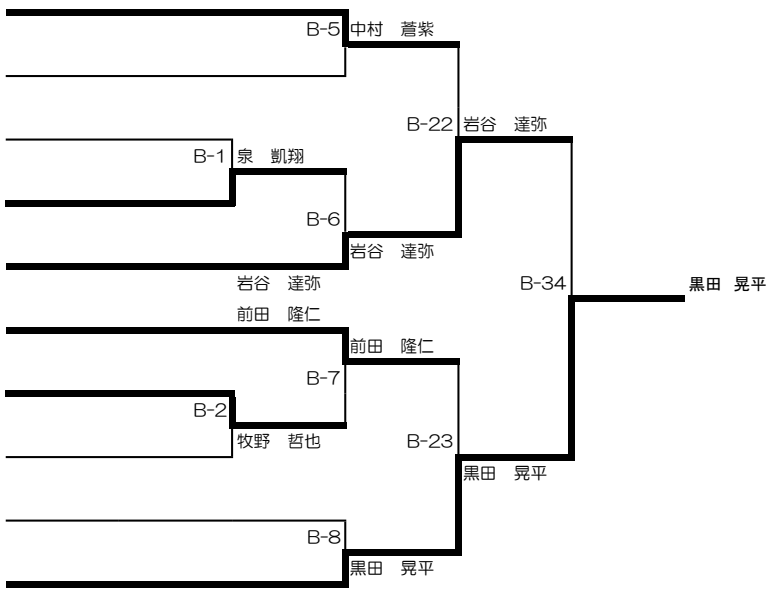 B-5 中村　蒼紫
B-22 岩谷　達弥
B-1 泉　凱翔
B-6
岩谷　達弥
岩谷　達弥
B-34 黒田　晃平
前田　隆仁
前田　隆仁
B-7
B-2
牧野　哲也
B-23
黒田　晃平
B-8
黒田　晃平